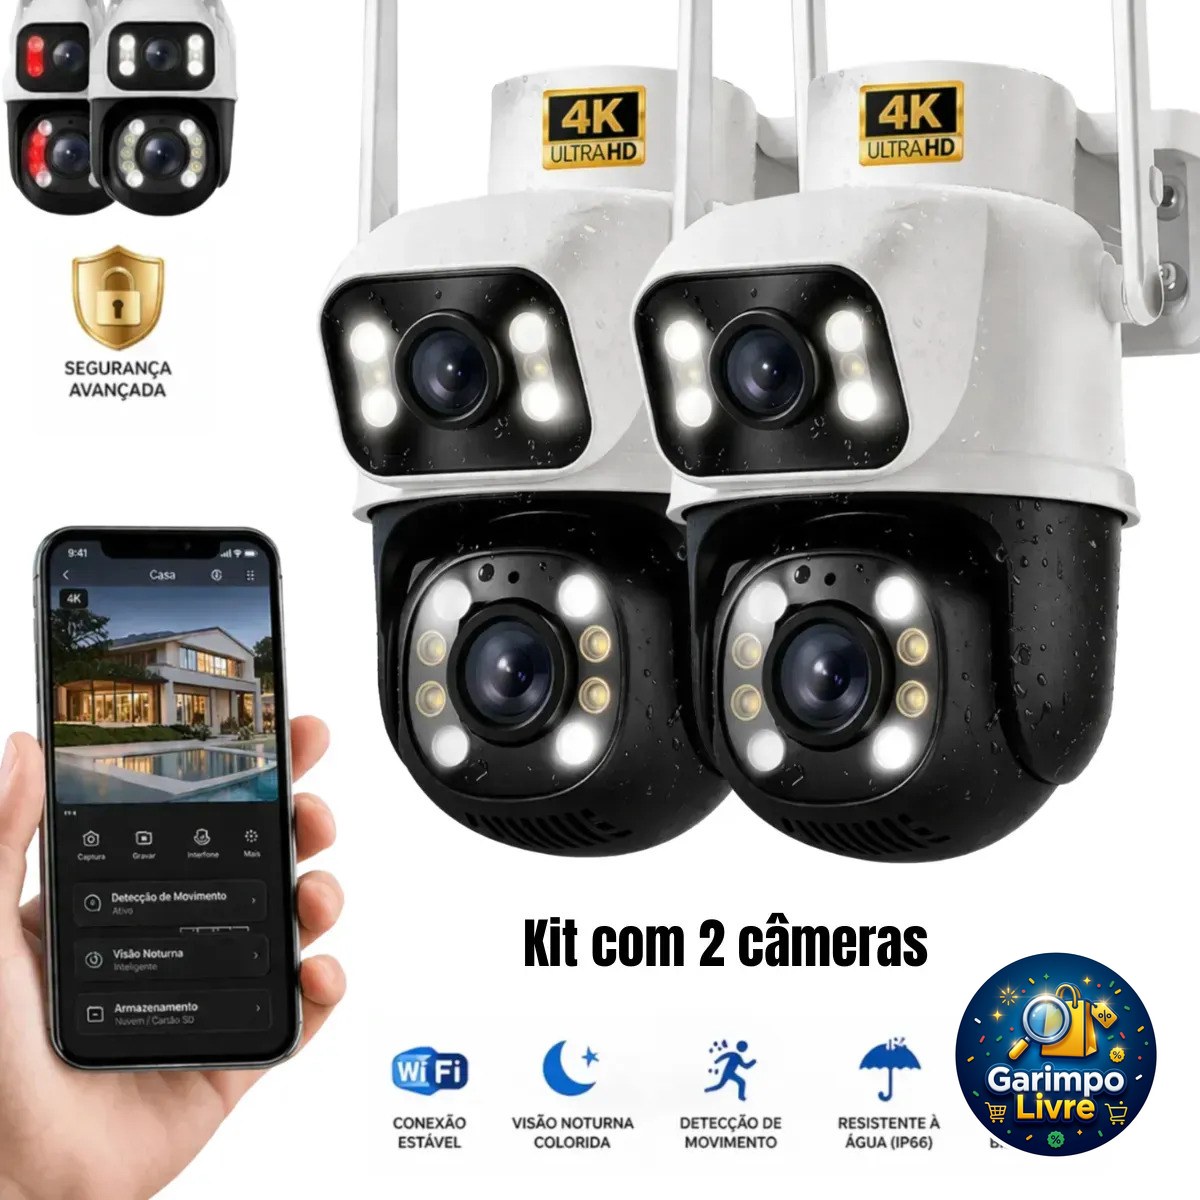 4K
ULTRA HD
4K
ULTRA HD
SEGURANÇA
AVANÇADA
9:41
Casa
4K
Captura
Gravar
Interfone
Mais
Detecção de Movimento
Ativo
Visão Noturna
Inteligente
Armazenamento
Nuvem / Cartão SD
Kit com 2 câmeras
Wi Fi
CONEXÃO
ESTÁVEL
VISÃO NOTURNA
COLORIDA
DETECÇÃO DE
MOVIMENTO
RESISTENTE À
ÁGUA (IP66)
Garimpo
Livre